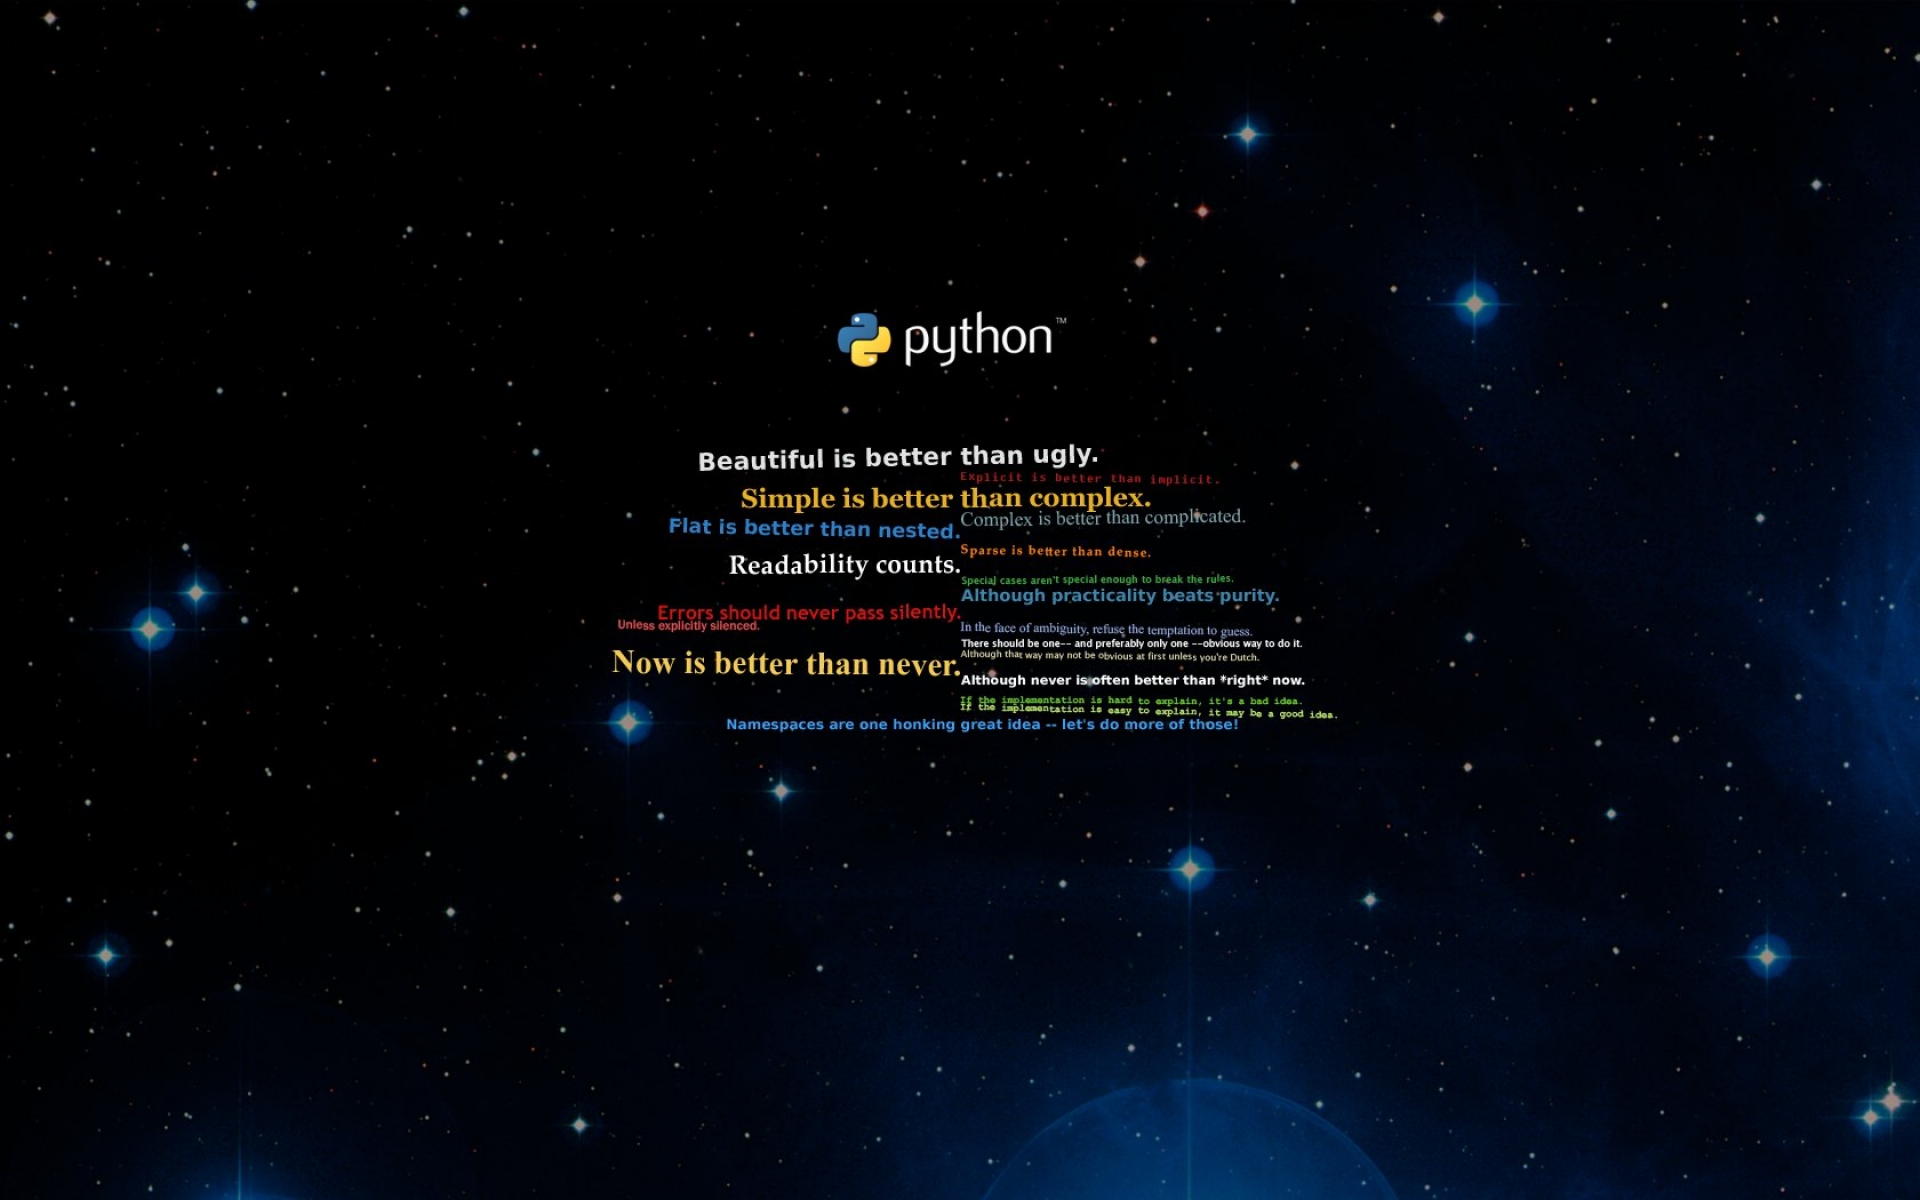 python™
Beautiful is better than ugly.
Explicit is better than implicit.
Simple is better than complex.
Complex is better than complicated.
Flat is better than nested.
Sparse is better than dense.
Readability counts.
Special cases aren't special enough to break the rules.
Although practicality beats purity.
Errors should never pass silently.
Unless explicitly silenced.
In the face of ambiguity, refuse the temptation to guess.
There should be one-- and preferably only one --obvious way to do it.
Although that way may not be obvious at first unless you're Dutch.
Now is better than never.
Although never is often better than *right* now.
If the implementation is hard to explain, it's a bad idea.
If the implementation is easy to explain, it may be a good idea.
Namespaces are one honking great idea -- let's do more of those!